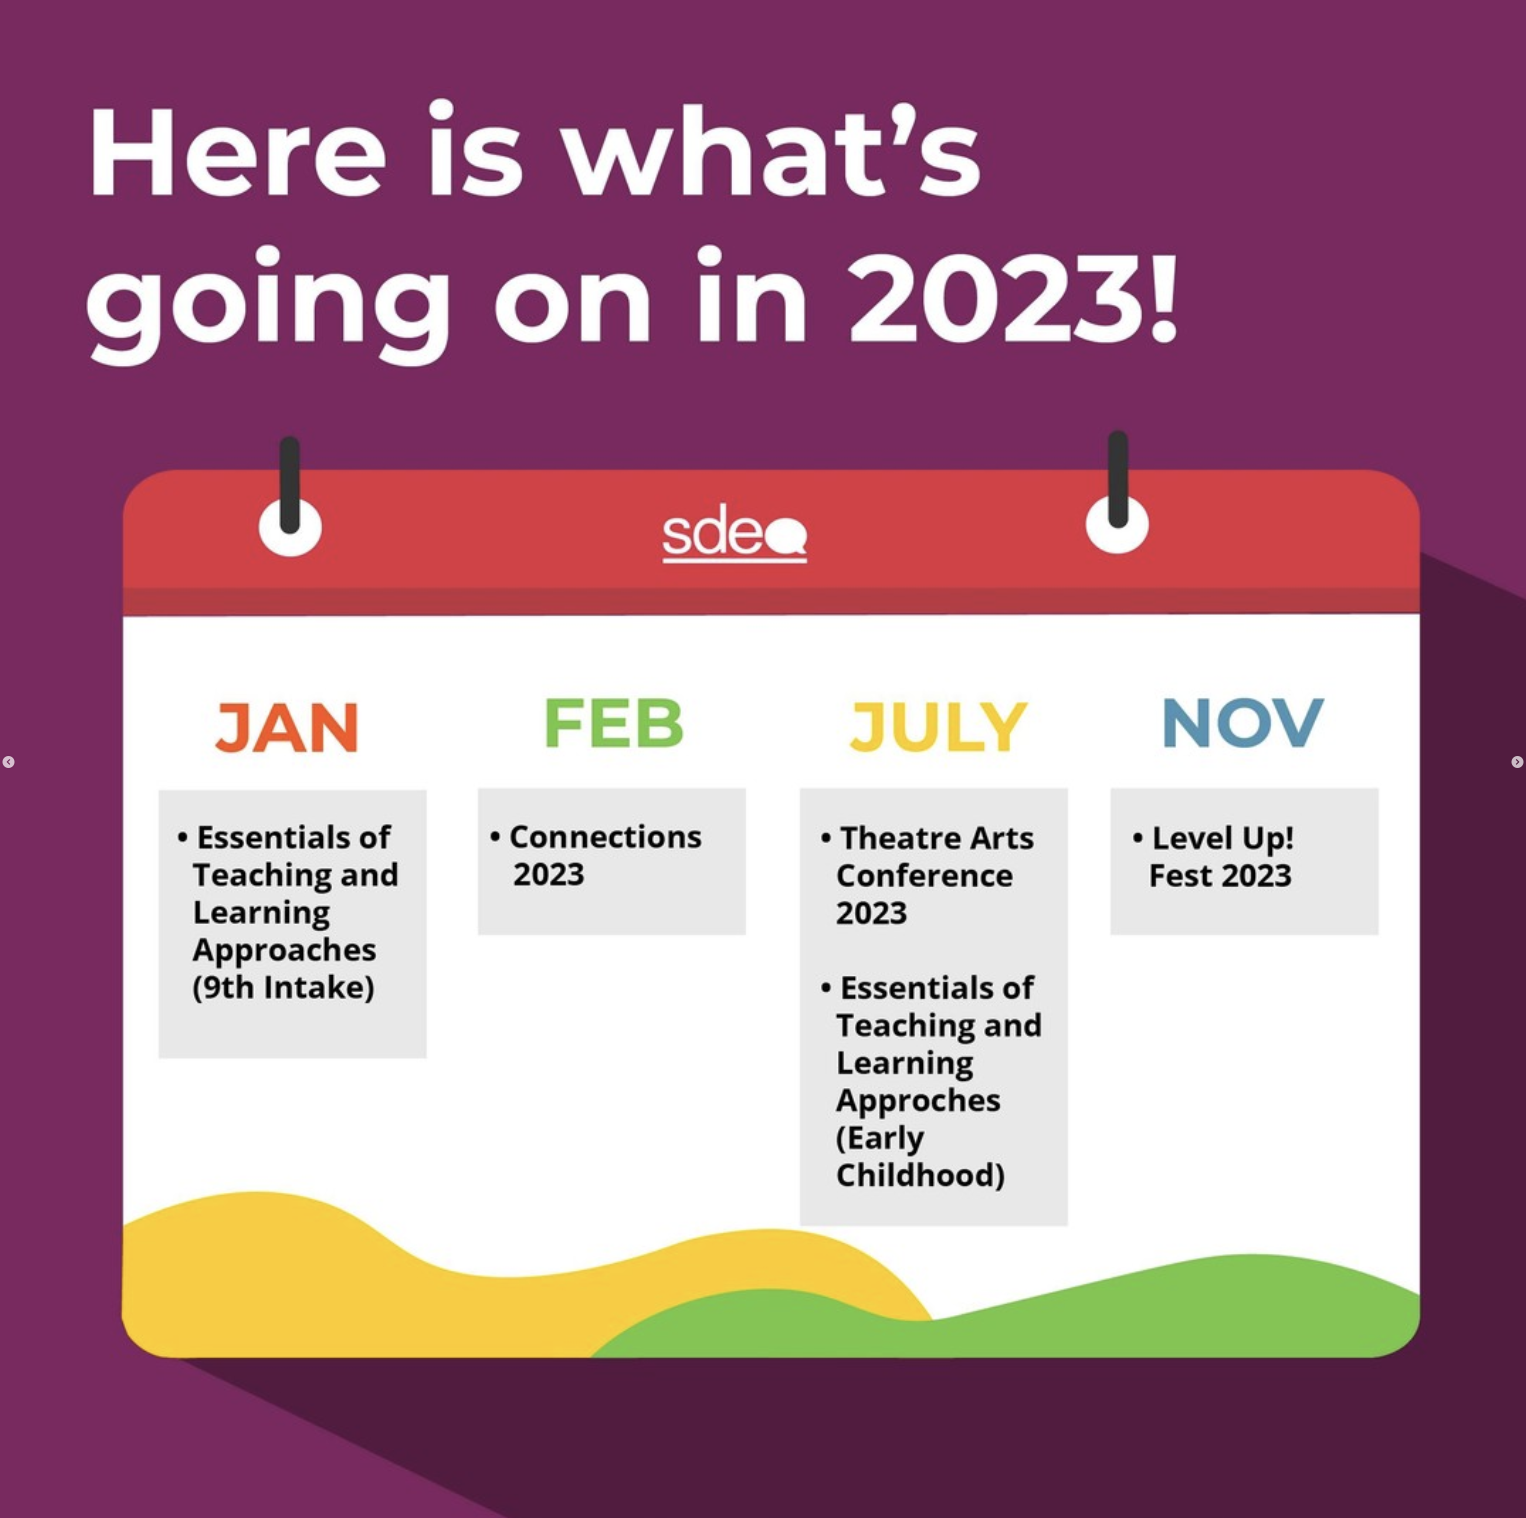 Here is what’s
going on in 2023!
sdea
JAN
• Essentials of
Teaching and
Learning
Approaches
(9th Intake)
FEB
• Connections
2023
JULY
• Theatre Arts
Conference
2023
• Essentials of
Teaching and
Learning
Approches
(Early
Childhood)
NOV
• Level Up!
Fest 2023